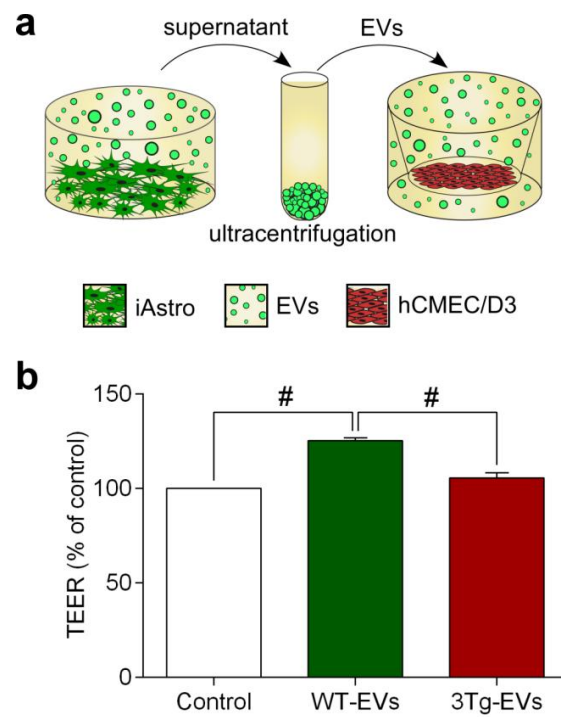 a
supernatant
EVs
ultracentrifugation
iAstro
EVs
hCMEC/D3
b
TEER (% of control)
150
100
50
0
#
#
Control
WT-EVs
3Tg-EVs